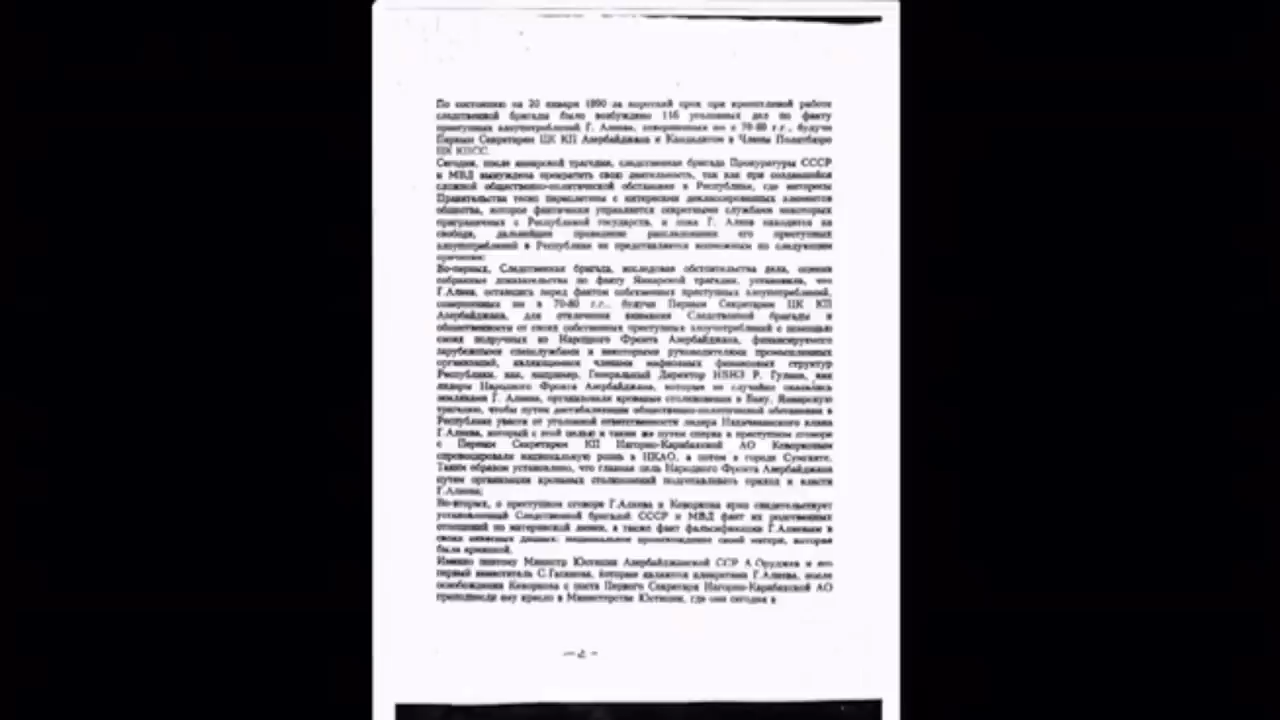 По состоянию на 20 января 1990 за короткий срок при кропотливой работе
следственной бригады было возбуждено 116 уголовных дел по факту
преступных злоупотреблений Г. Алиева, совершенных им в 70-80 г.г., будучи
Первым Секретарем ЦК КП Азербайджана и Кандидатом в Члены Политбюро
ЦК КПСС.
Сегодня, после январской трагедии, следственная бригада Прокуратуры СССР
и МВД вынуждена прекратить свою деятельность, так как при создавшейся
сложной общественно-политической обстановке в Республике, где интересы
Правительства тесно переплетены с интересами деклассированных элементов
общества, которое фактически управляется секретными службами некоторых
приграничных с Республикой государств, и пока Г. Алиев находится на
свободе, дальнейшее проведение расследования его преступных
злоупотреблений в Республике не представляется возможным по следующим
причинам:
Во-первых, Следственная бригада, исследовав обстоятельства дела, оценив
собранные доказательства по факту Январской трагедии, установила, что
Г.Алиев, оставшись перед фактом собственных преступных злоупотреблений,
совершенных им в 70-80 г.г., будучи Первым Секретарем ЦК КП
Азербайджана, для отвлечения внимания Следственной бригады и
общественности от своих собственных преступных злоупотреблений с помощью
своих подручных из Народного Фронта Азербайджана, финансируемого
зарубежными спецслужбами и некоторыми руководителями промышленных
организаций, являющимися членами мафиозных финансовых структур
Республики, как, например, Генеральный Директор НБНЗ Р. Гулиев, как
лидеры Народного Фронта Азербайджана, которые не случайно оказались
земляками Г. Алиева, организовали кровавые столкновения в Баку, Январскую
трагедию, чтобы путем дестабилизации общественно-политической обстановки в
Республике увести от уголовной ответственности лидера Нахичеванского клана
Г.Алиева, который с этой целью и таким же путем сперва в преступном сговоре
с Первым Секретарем КП Нагорно-Карабахской АО Кеворковым
спровоцировали национальную рознь в НКАО, а потом в городе Сумгаите.
Таким образом установлено, что главная цель Народного Фронта Азербайджана
путем организации кровавых столкновений подготавливать приход к власти
Г.Алиева;
Во-вторых, о преступном сговоре Г.Алиева и Кеворкова ярко свидетельствует
установленный Следственной бригадой СССР и МВД факт их родственных
отношений по материнской линии, а также факт фальсификации Г.Алиевым в
своих анкетных данных: национальное происхождение своей матери, которая
была армянкой.
Именно поэтому Министр Юстиции Азербайджанской ССР А.Оруджев и его
первый заместитель С.Гасанова, которые являются клевретами Г.Алиева, после
освобождения Кеворкова с поста Первого Секретаря Нагорно-Карабахской АО
преподнесли ему кресло в Министерстве Юстиции, где они сегодня в